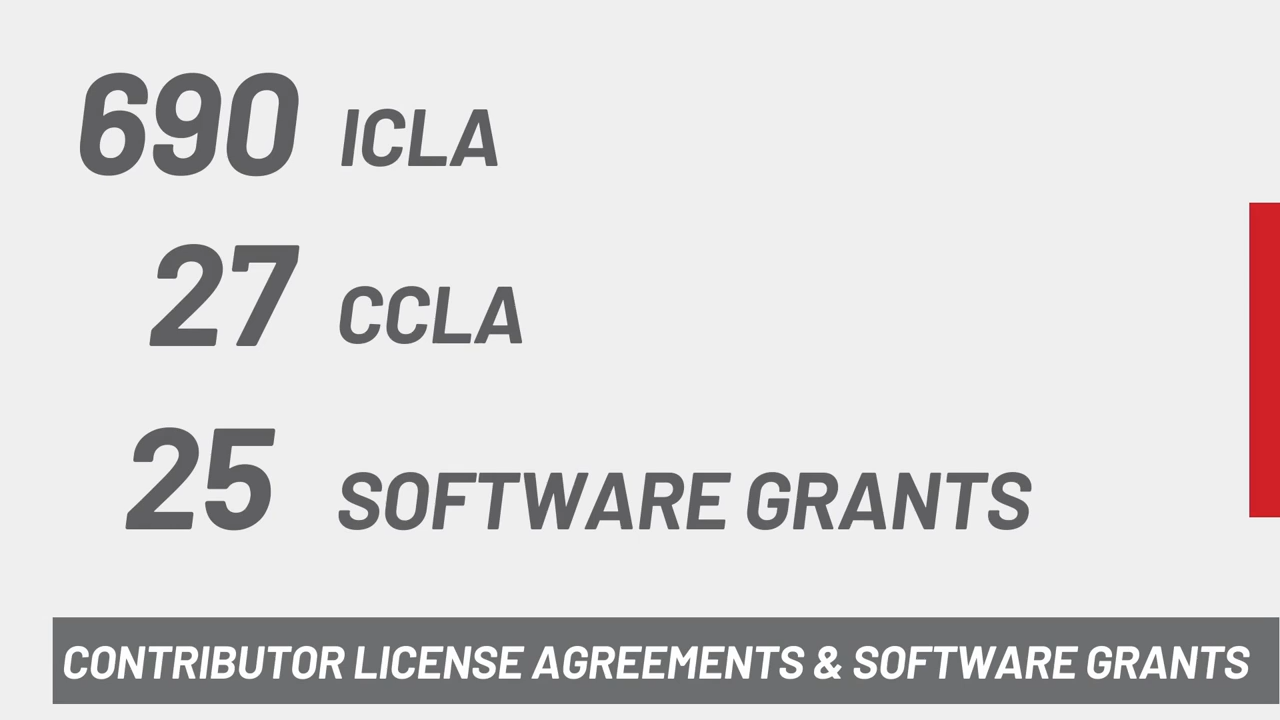 690 ICLA
27 CCLA
25 SOFTWARE GRANTS
CONTRIBUTOR LICENSE AGREEMENTS & SOFTWARE GRANTS